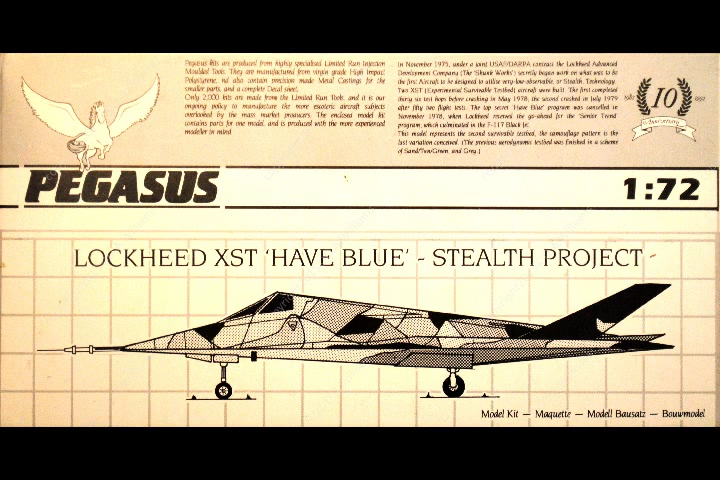 Pegasus kits are produced from highly specialised Limited Run Injection
Moulded Tools. They are manufactured from virgin grade High Impact
Polystyrene, nd also contain precision made Metal Castings for the
smaller parts, and a complete Decal sheet.
Only 2,000 kits are made from the Limited Run Tools, and it is our
ongoing policy to manufacture the more esoteric aircraft subjects
overlooked by the mass market producers. The enclosed model kit
contains parts for one model, and is produced with the more experienced
modeller in mind
In November 1975, under a joint USAF/DARPA contract the Lockheed Advanced
Development Company (The 'Skunk Works') secretly began work on what was to be
the first Aircraft to be designed to utilise very-low-observable, or Stealth, Technology.
Two XST (Experimental Survivable Testbed) aircraft were built. The first completed
thirty six test hops before crashing in May 1978, the second crashed in July 1979
after fifty two flight tests. The top secret 'Have Blue' program was cancelled in
November 1978, when Lockheed received the go-ahead for the 'Senior Trend'
program, which culminated in the F-117 Black Jet.
This model represents the second survivable testbed, the camouflage pattern is the
last variation conceived. (The previous aerodynamic testbed was finished in a scheme
of Sand/Tan/Green, and Grey.)
10
Anniversary
PEGASUS
1:72
LOCKHEED XST 'HAVE BLUE' - STEALTH PROJECT
Model Kit — Maquette — Modell Bausatz — Bouwmodel